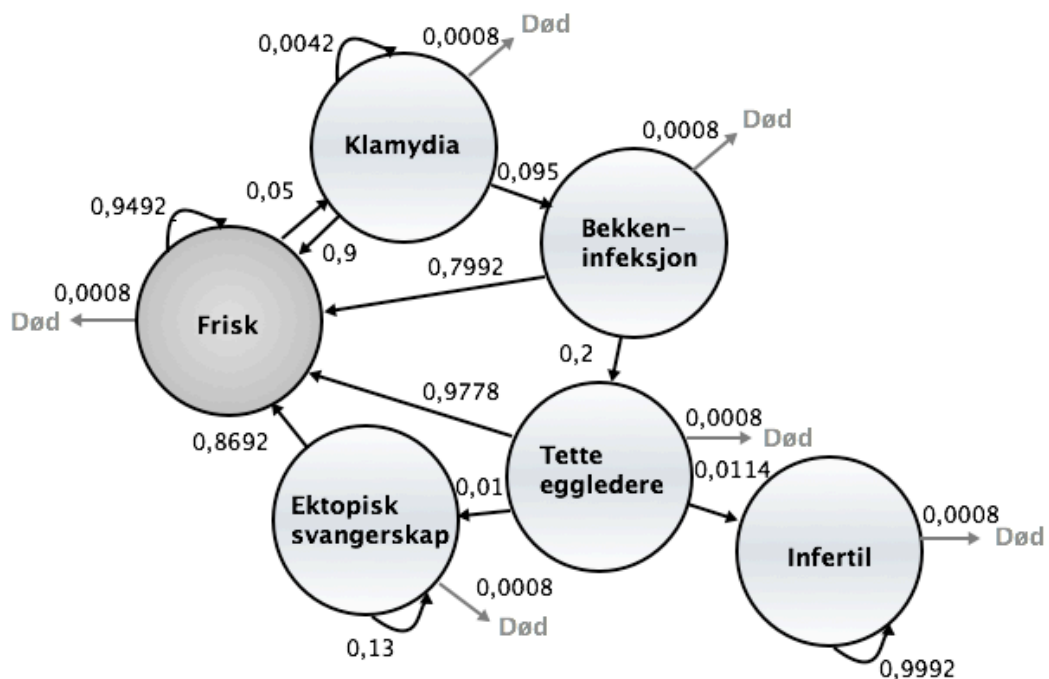 Død
0,0042
0,0008
Klamydia
Død
0,0008
0,095
0,05
0,9492
0,9
Bekken-
infeksjon
0,7992
0,0008
Død
Frisk
0,2
0,9778
0,0008
Død
0,8692
Tette
eggledere
0,0114
Ektopisk
svangerskap
0,01
0,0008
Død
Infertil
0,0008
Død
0,13
0,9992